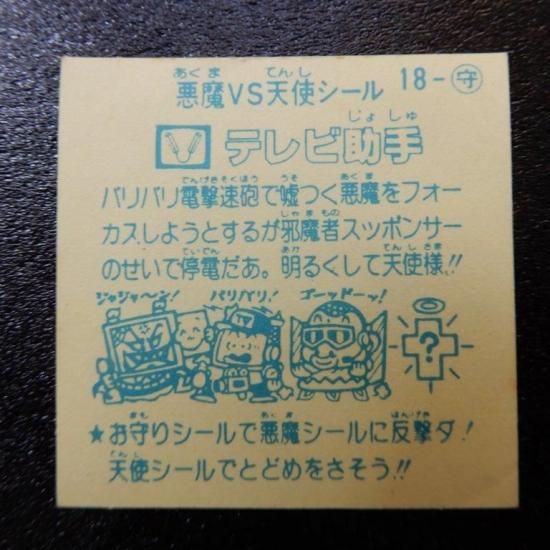 悪魔VS天使シール 18-守
テレビ助手
バリバリ電撃速砲で嘘つく悪魔をフォー
カスしようとするが邪魔者スッポンサー
のせいで停電だあ。明るくして天使様!!
ジャジャ〜ン! バリバリ! ゴーッドーッ!
?
★お守りシールで悪魔シールに反撃ダ!
天使シールでとどめをさそう!!